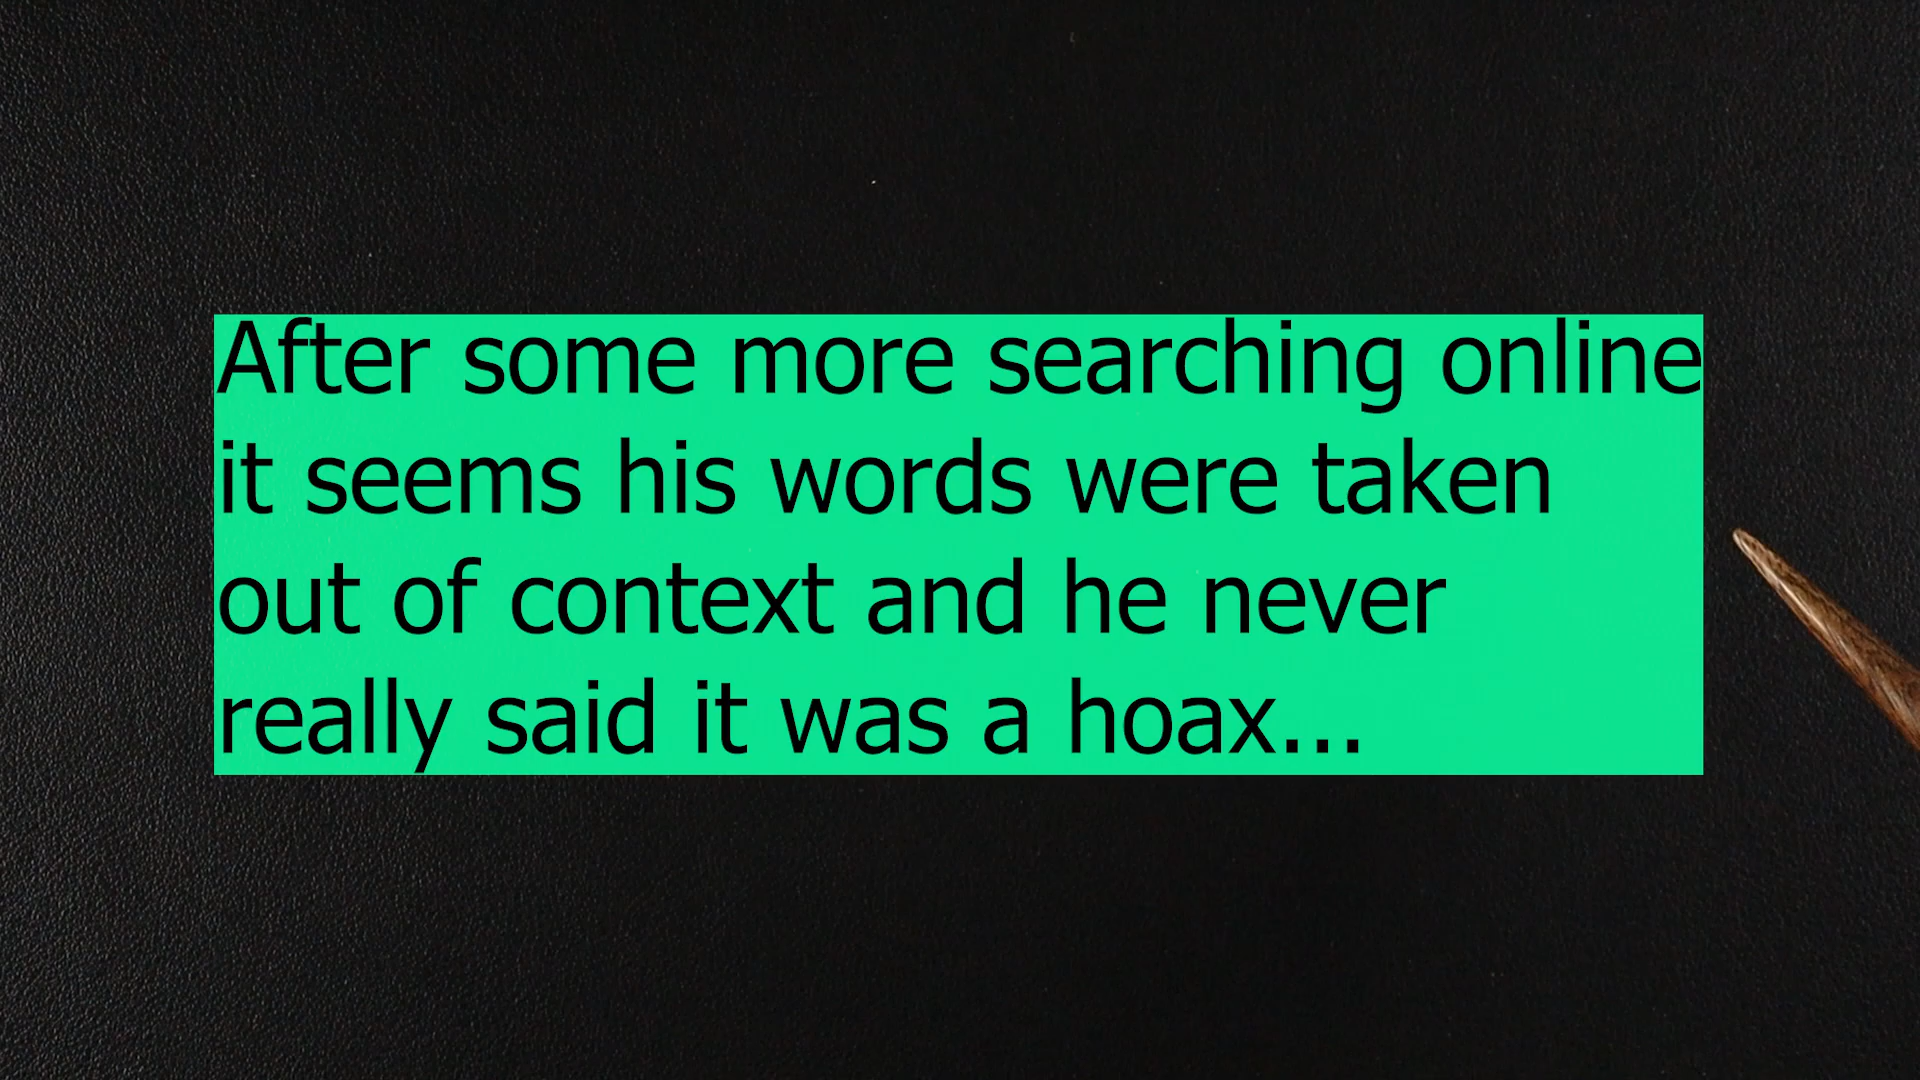 After some more searching online
it seems his words were taken
out of context and he never
really said it was a hoax...